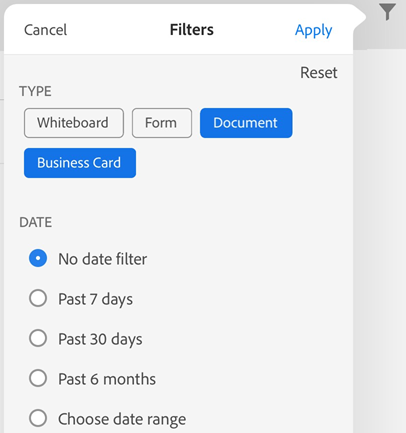 Cancel Filters Apply
Reset
TYPE
Whiteboard Form Document
Business Card
DATE
No date filter
Past 7 days
Past 30 days
Past 6 months
Choose date range